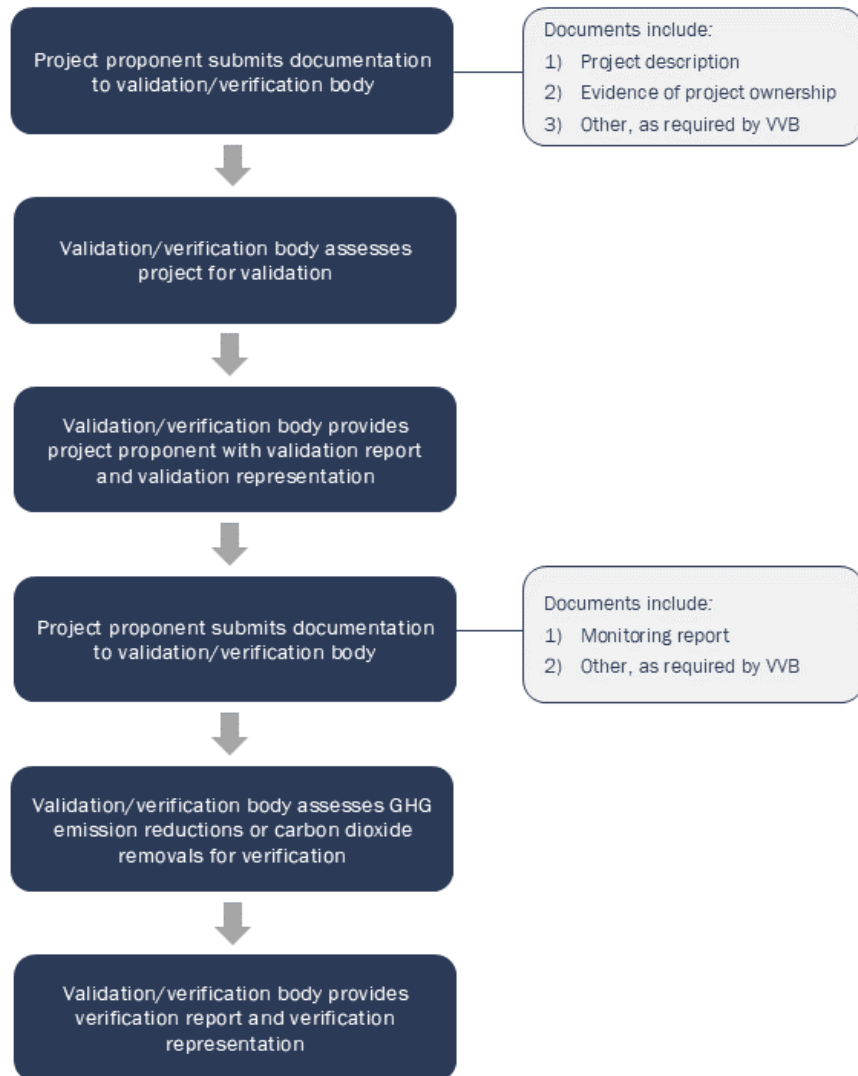 Project proponent submits documentation
to validation/verification body
Documents include:
1) Project description
2) Evidence of project ownership
3) Other, as required by VVB
Validation/verification body assesses
project for validation
Validation/verification body provides
project proponent with validation report
and validation representation
Project proponent submits documentation
to validation/verification body
Documents include:
1) Monitoring report
2) Other, as required by VVB
Validation/verification body assesses GHG
emission reductions or carbon dioxide
removals for verification
Validation/verification body provides
verification report and verification
representation